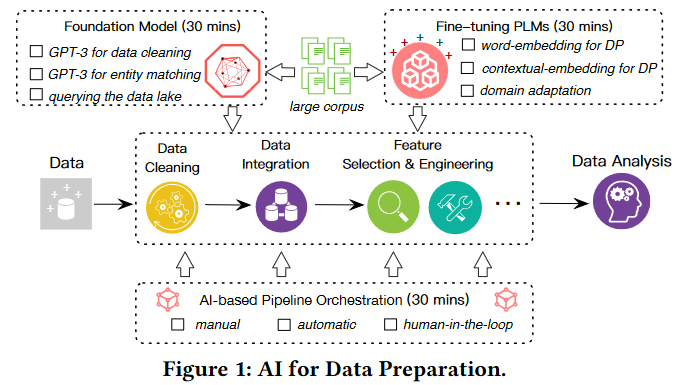 Foundation Model (30 mins)
GPT-3 for data cleaning
GPT-3 for entity matching
querying the data lake
large corpus
Fine-tuning PLMs (30 mins)
word-embedding for DP
contextual-embedding for DP
domain adaptation
Data
Data
Cleaning
Data
Integration
Feature
Selection & Engineering
...
Data Analysis
AI-based Pipeline Orchestration (30 mins)
manual
automatic
human-in-the-loop
Figure 1: AI for Data Preparation.